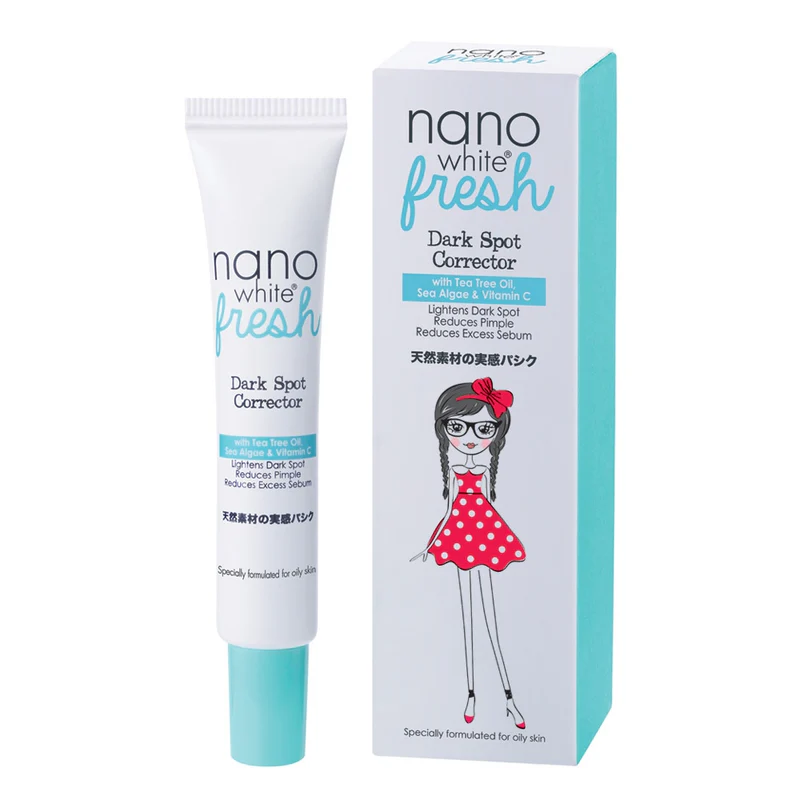 nano
white®
fresh
Dark Spot
Corrector
with Tea Tree Oil,
Sea Algae & Vitamin C
Lightens Dark Spot
Reduces Pimple
Reduces Excess Sebum
天然素材の実感パシク
Specially formulated for oily skin
nano
white
fresh
nano
white®
fresh
Dark Spot
Corrector
with Tea Tree Oil,
Sea Algae & Vitamin C
Lightens Dark Spot
Reduces Pimple
Reduces Excess Sebum
天然素材の実感パシク
Specially formulated for oily skin